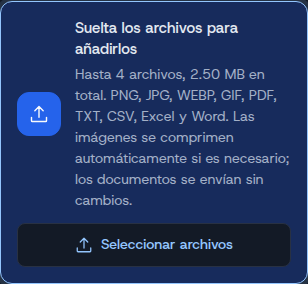 Suelta los archivos para
añadirlos
Hasta 4 archivos, 2.50 MB en
total. PNG, JPG, WEBP, GIF, PDF,
TXT, CSV, Excel y Word. Las
imágenes se comprimen
automáticamente si es necesario;
los documentos se envían sin
cambios.
Seleccionar archivos